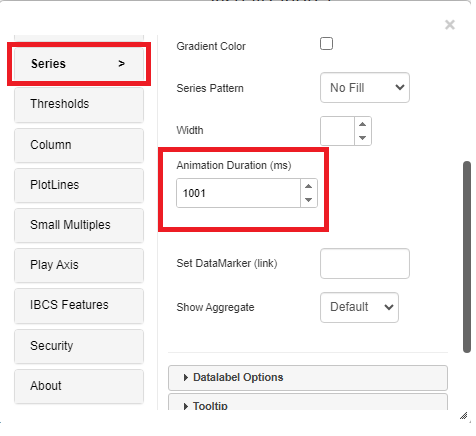 ×
Series >
Thresholds
Column
PlotLines
Small Multiples
Play Axis
IBCS Features
Security
About
Gradient Color
Series Pattern No Fill
Width
Animation Duration (ms)
1001
Set DataMarker (link)
Show Aggregate Default
Datalabel Options
Tooltip